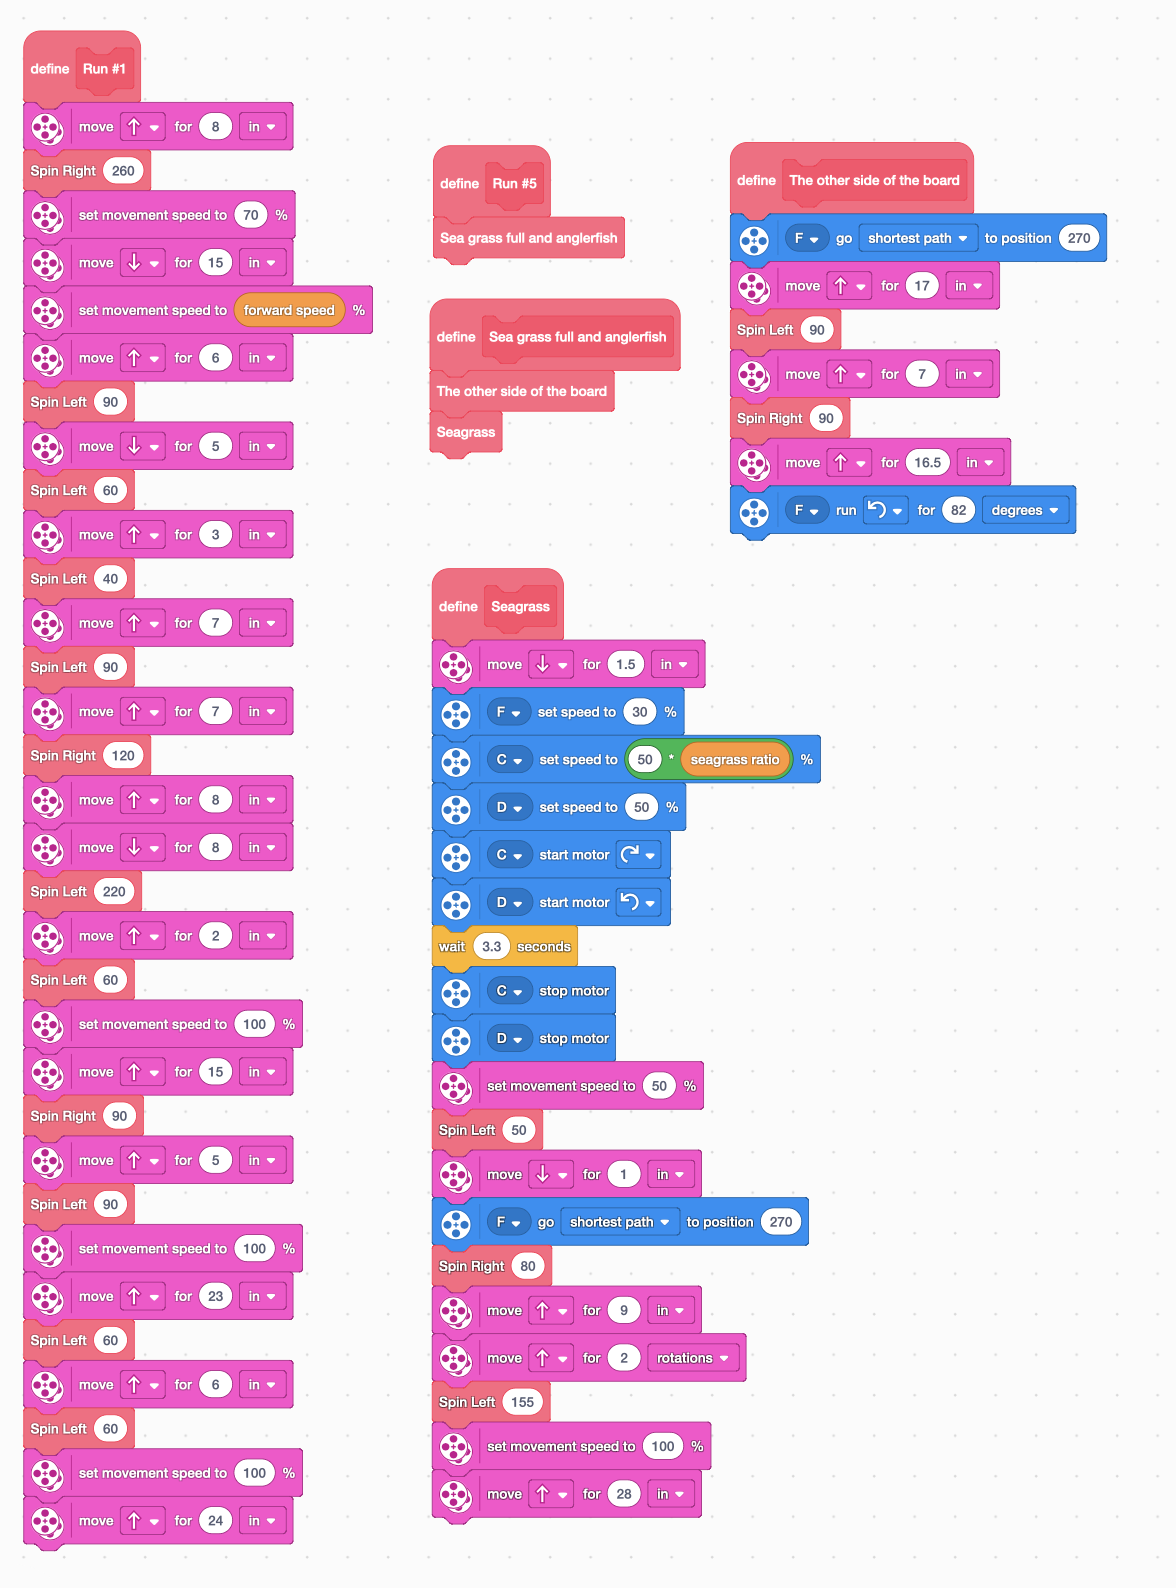 define Run #1
move for 8 in
Spin Right 260
set movement speed to 70 %
move for 15 in
set movement speed to forward speed %
move for 6 in
Spin Left 90
move for 5 in
Spin Left 60
move for 3 in
Spin Left 40
move for 7 in
Spin Left 90
move for 7 in
Spin Right 120
move for 8 in
move for 8 in
Spin Left 220
move for 2 in
Spin Left 60
set movement speed to 100 %
move for 15 in
Spin Right 90
move for 5 in
Spin Left 90
set movement speed to 100 %
move for 23 in
Spin Left 60
move for 6 in
Spin Left 60
set movement speed to 100 %
move for 24 in
define Run #5
Sea grass full and anglerfish
define Sea grass full and anglerfish
The other side of the board
Seagrass
define Seagrass
move for 1.5 in
F set speed to 30 %
C set speed to 50 * seagrass ratio %
D set speed to 50 %
C start motor
D start motor
wait 3.3 seconds
C stop motor
D stop motor
set movement speed to 50 %
Spin Left 50
move for 1 in
F go shortest path to position 270
Spin Right 80
move for 9 in
move for 2 rotations
Spin Left 155
set movement speed to 100 %
move for 28 in
define The other side of the board
F go shortest path to position 270
move for 17 in
Spin Left 90
move for 7 in
Spin Right 90
move for 16.5 in
F run for 82 degrees